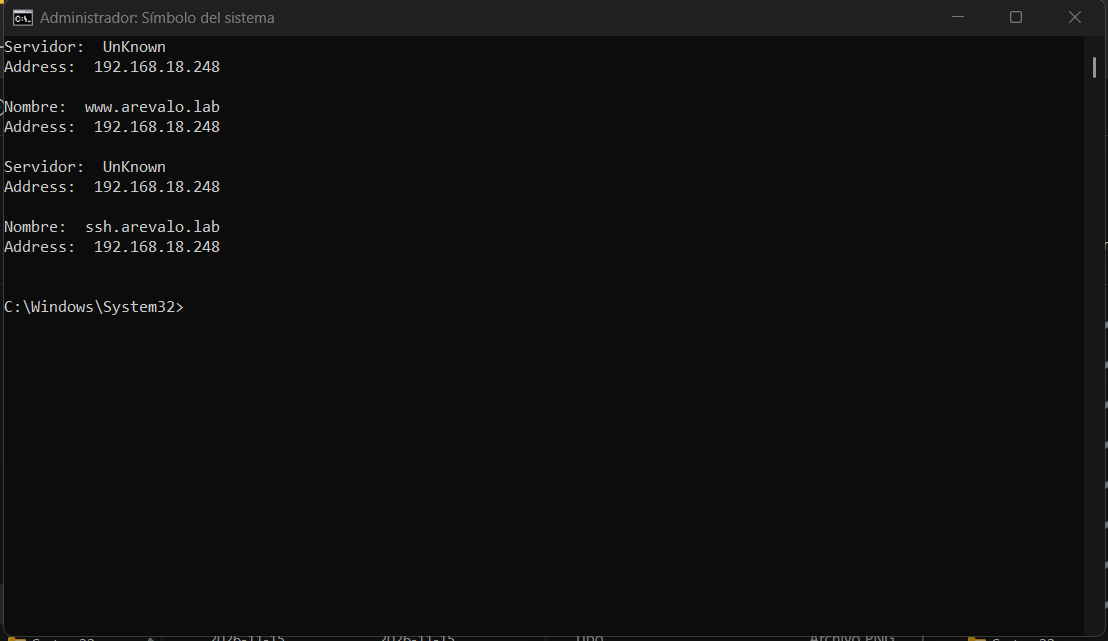 Administrador: Símbolo del sistema
Servidor:  UnKnown
Address:  192.168.18.248
Nombre:  www.arevalo.lab
Address:  192.168.18.248
Servidor:  UnKnown
Address:  192.168.18.248
Nombre:  ssh.arevalo.lab
Address:  192.168.18.248
C:\Windows\System32>